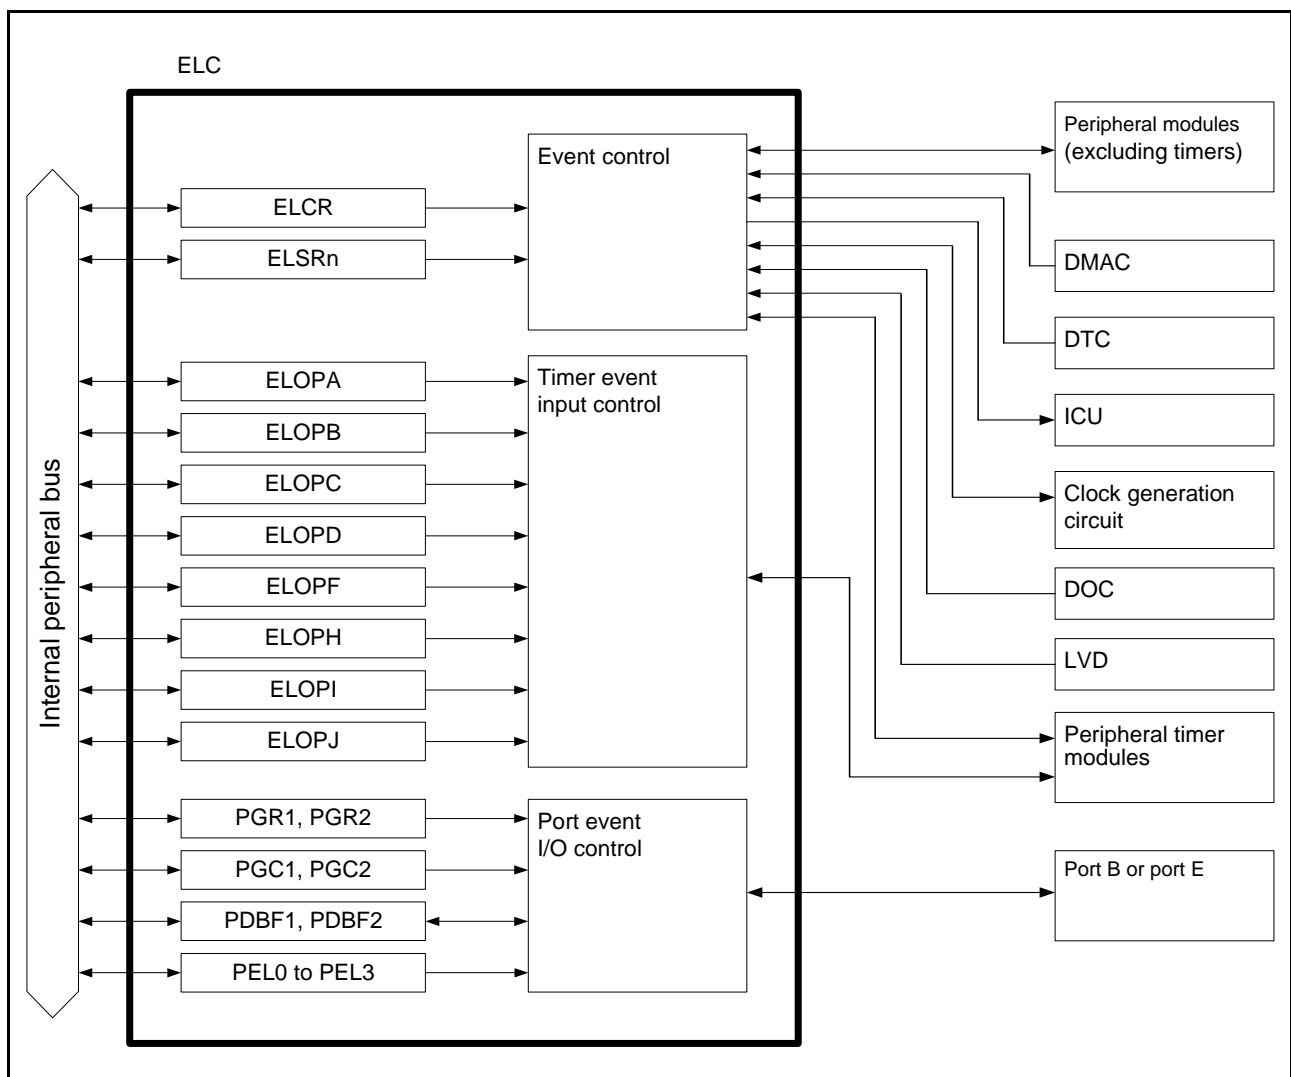 ELC
Internal peripheral bus
ELCR
ELSRn
ELOPA
ELOPB
ELOPC
ELOPD
ELOPF
ELOPH
ELOPI
ELOPJ
PGR1, PGR2
PGC1, PGC2
PDBF1, PDBF2
PEL0 to PEL3
Event control
Timer event
input control
Port event
I/O control
Peripheral modules
(excluding timers)
DMAC
DTC
ICU
Clock generation
circuit
DOC
LVD
Peripheral timer
modules
Port B or port E